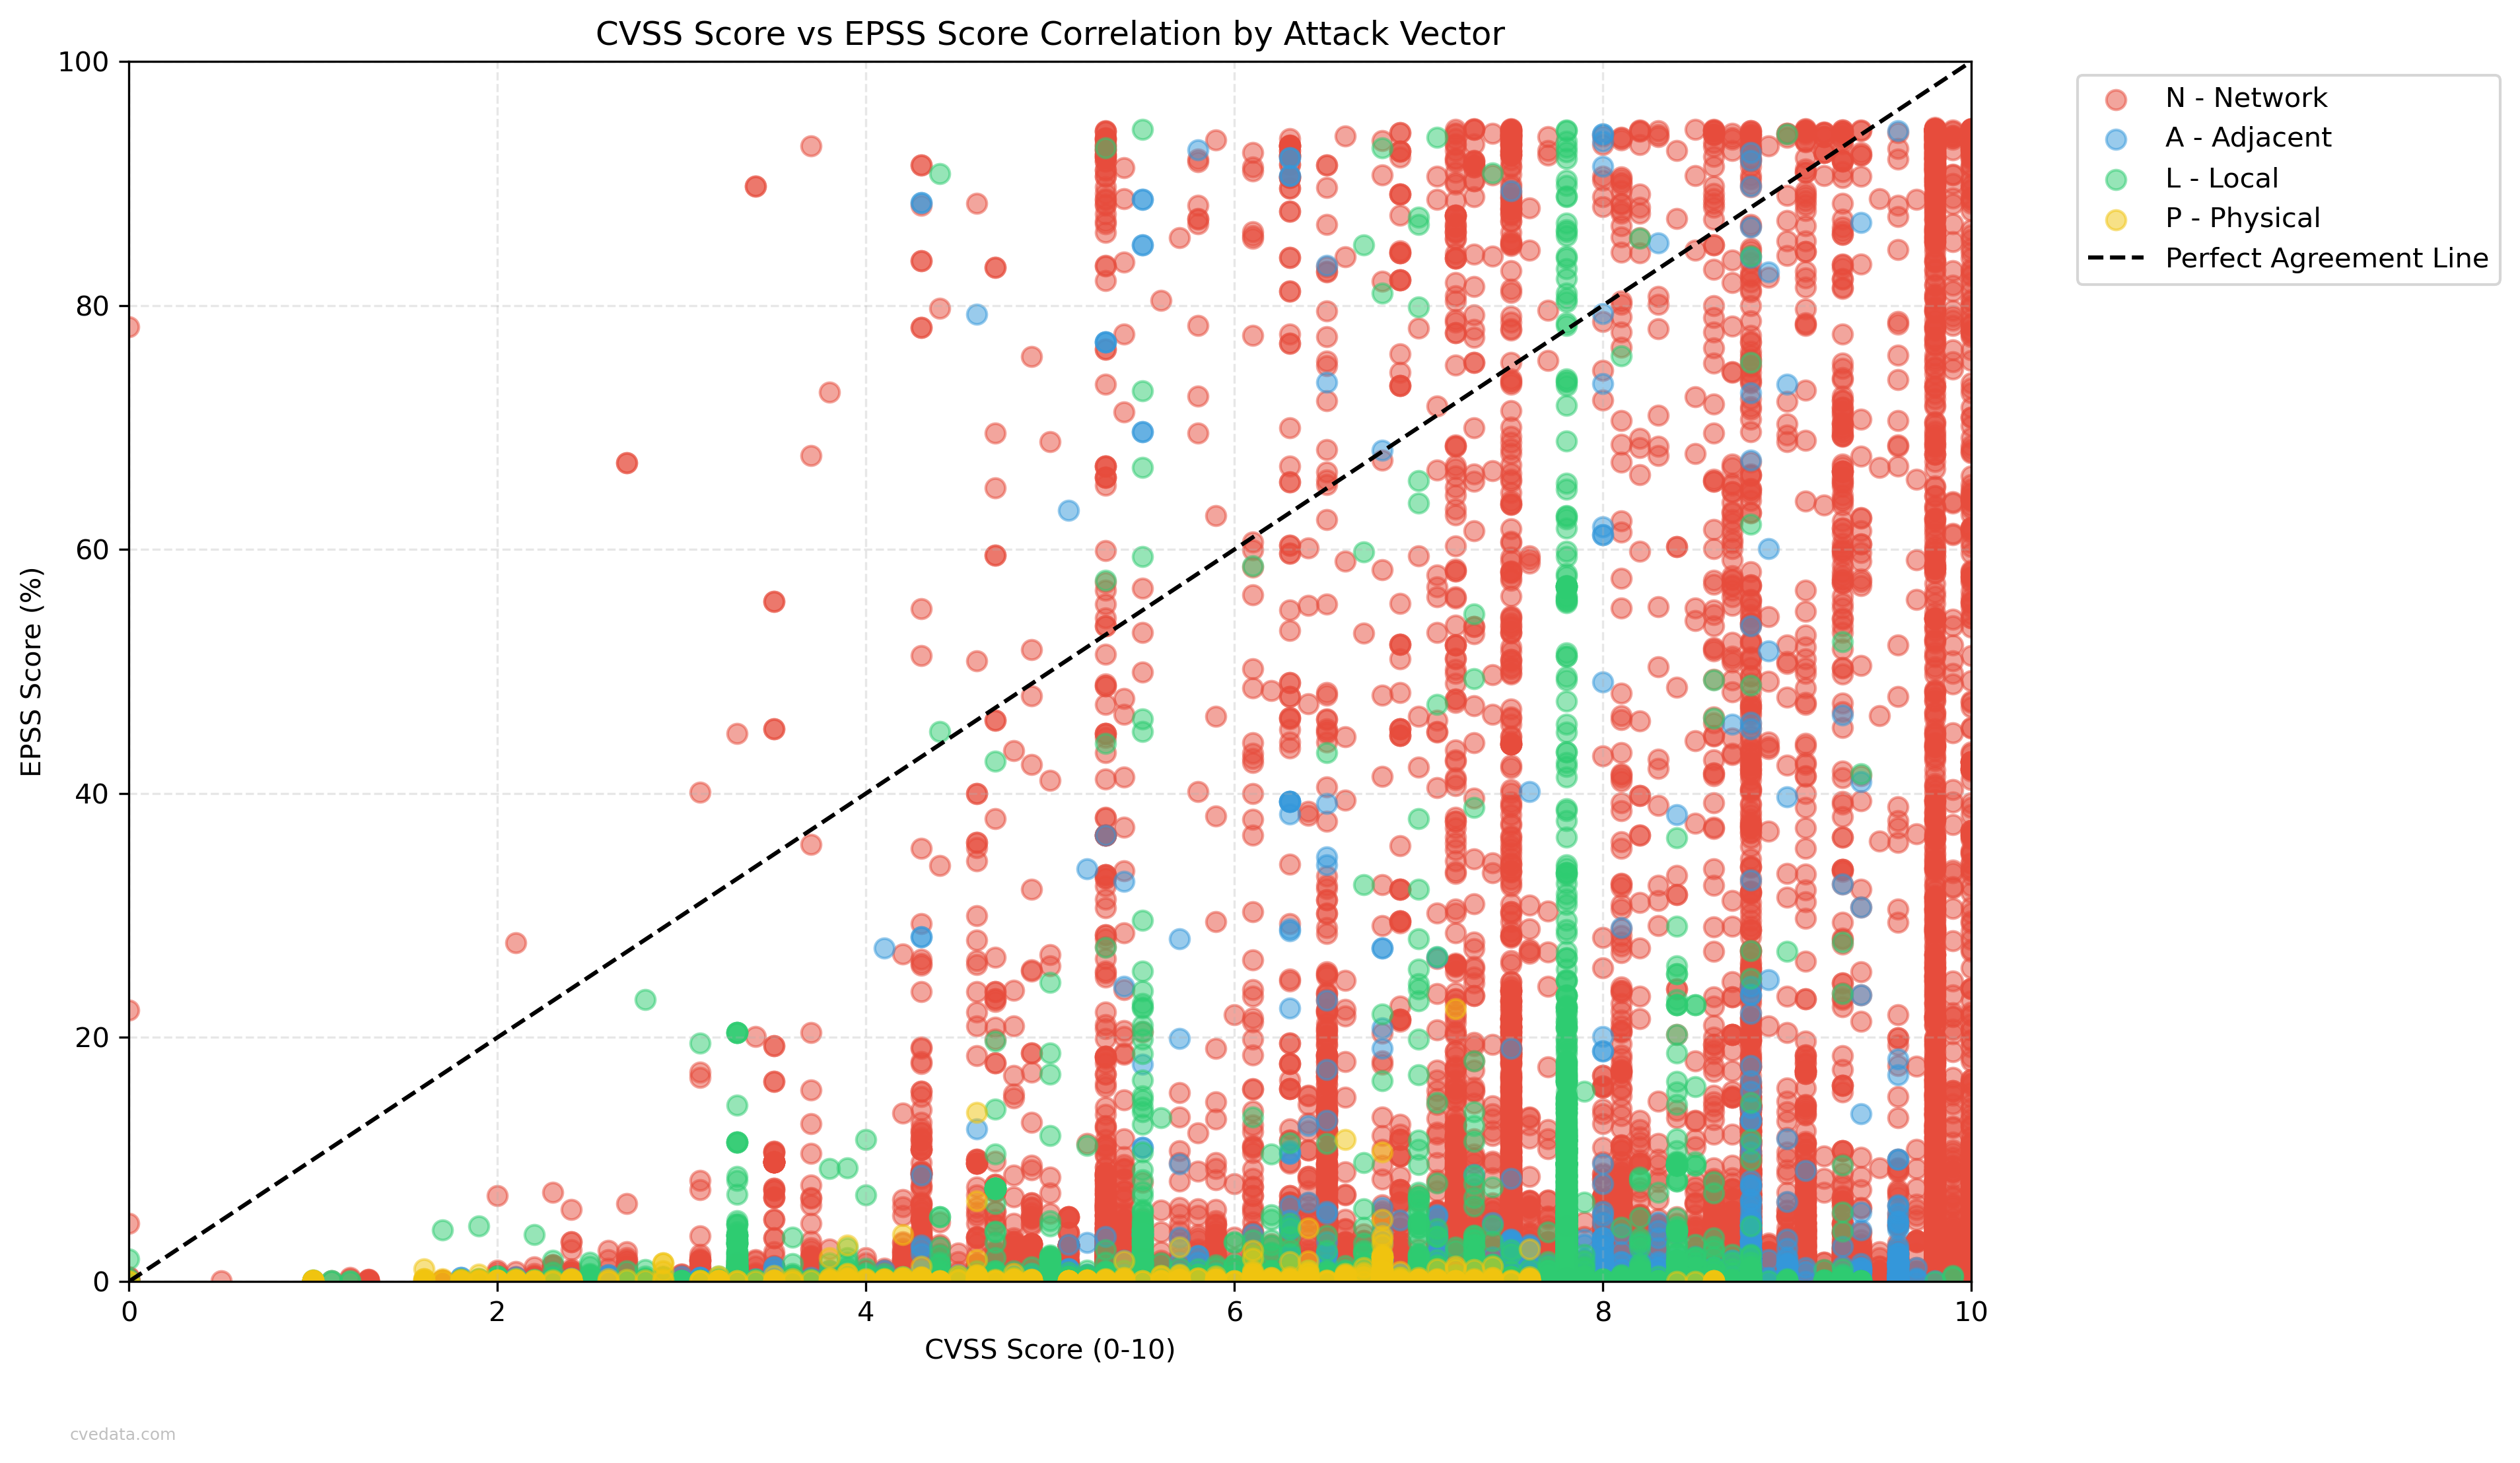 CVSS Score vs EPSS Score Correlation by Attack Vector
100
80
60
40
20
0
EPSS Score (%)
0
2
4
6
8
10
CVSS Score (0-10)
N - Network
A - Adjacent
L - Local
P - Physical
Perfect Agreement Line
cvedata.com